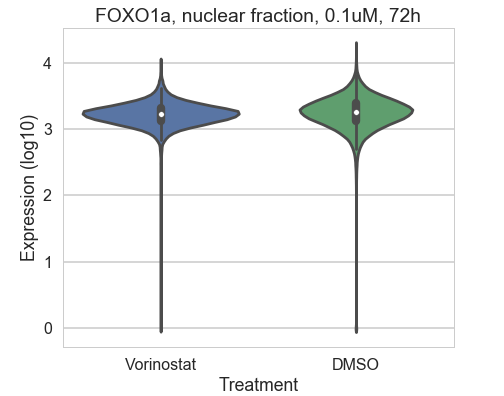 FOXO1a, nuclear fraction, 0.1uM, 72h
4
3
2
1
0
Expression (log10)
Vorinostat DMSO
Treatment